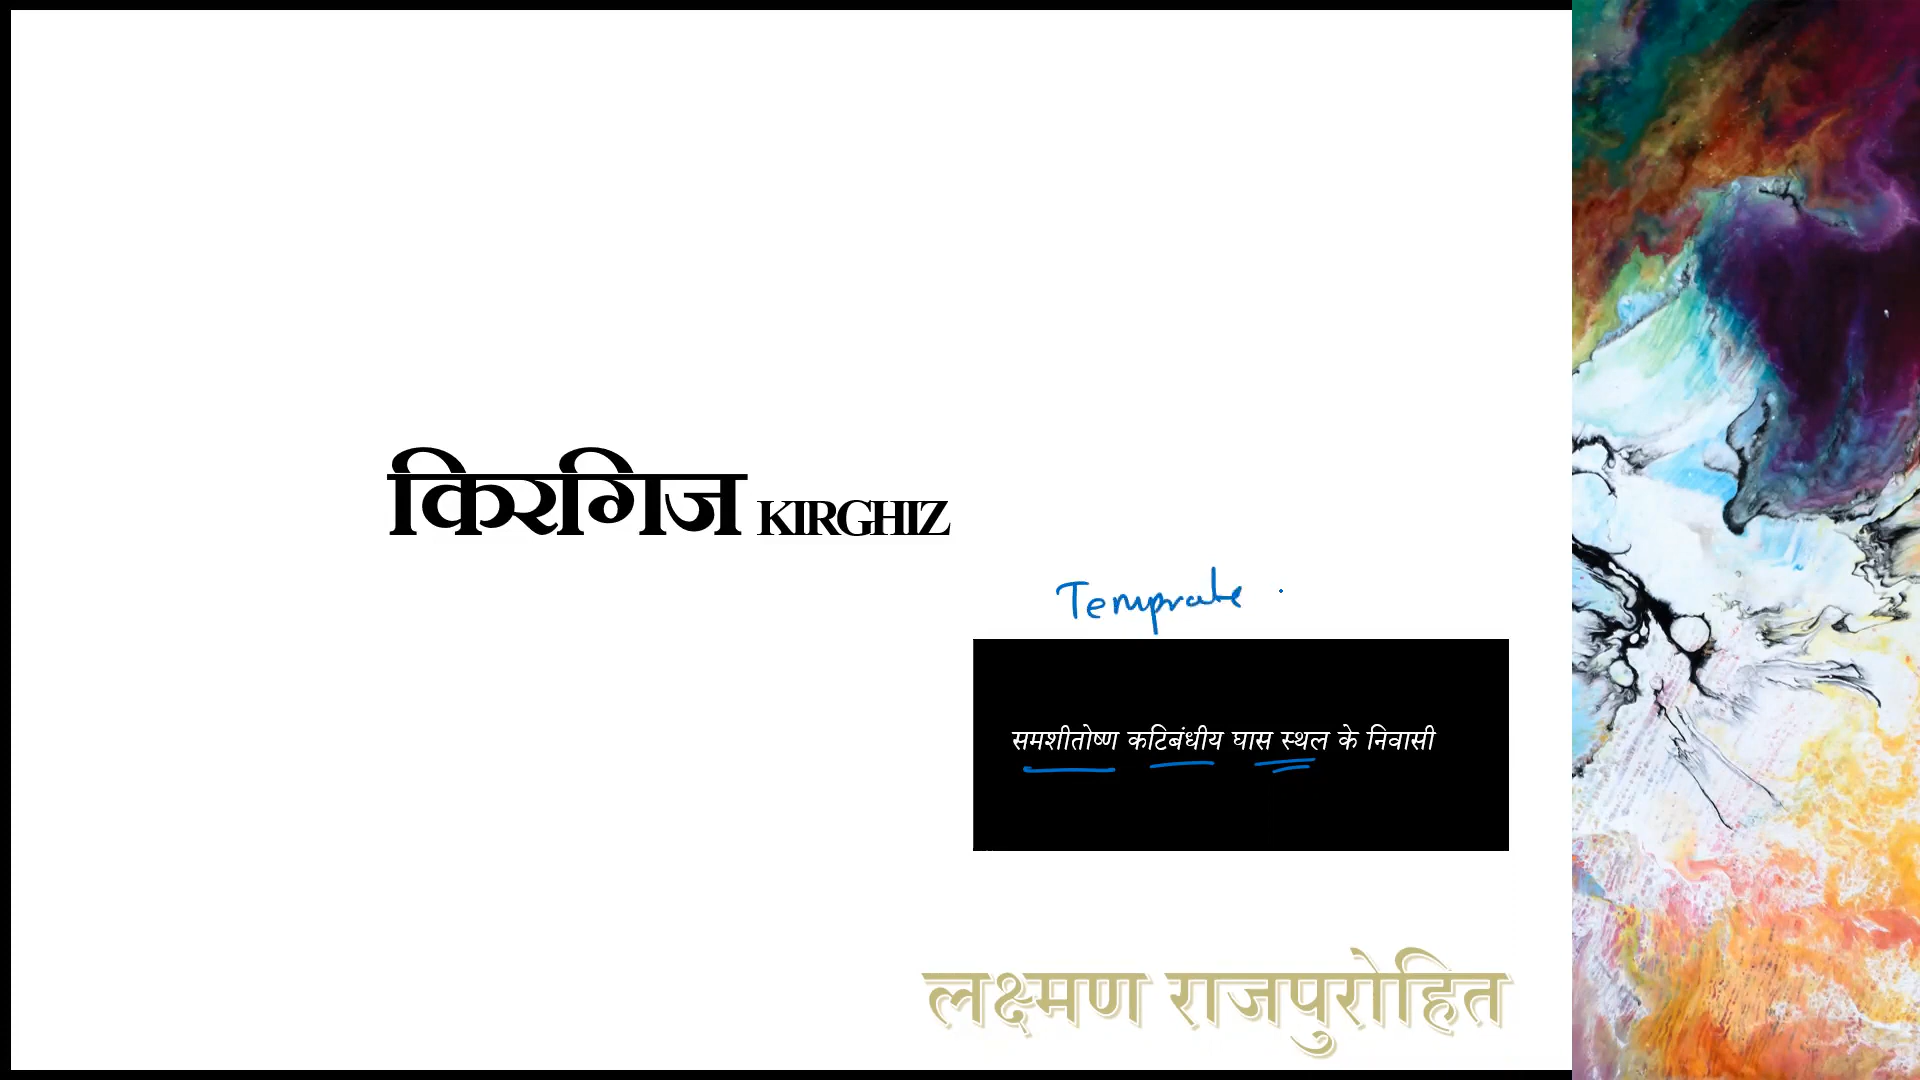 किरगिज KIRGHIZ
Temprate
समशीतोष्ण कटिबंधीय घास स्थल के निवासी
लक्ष्मण राजपुरोहित